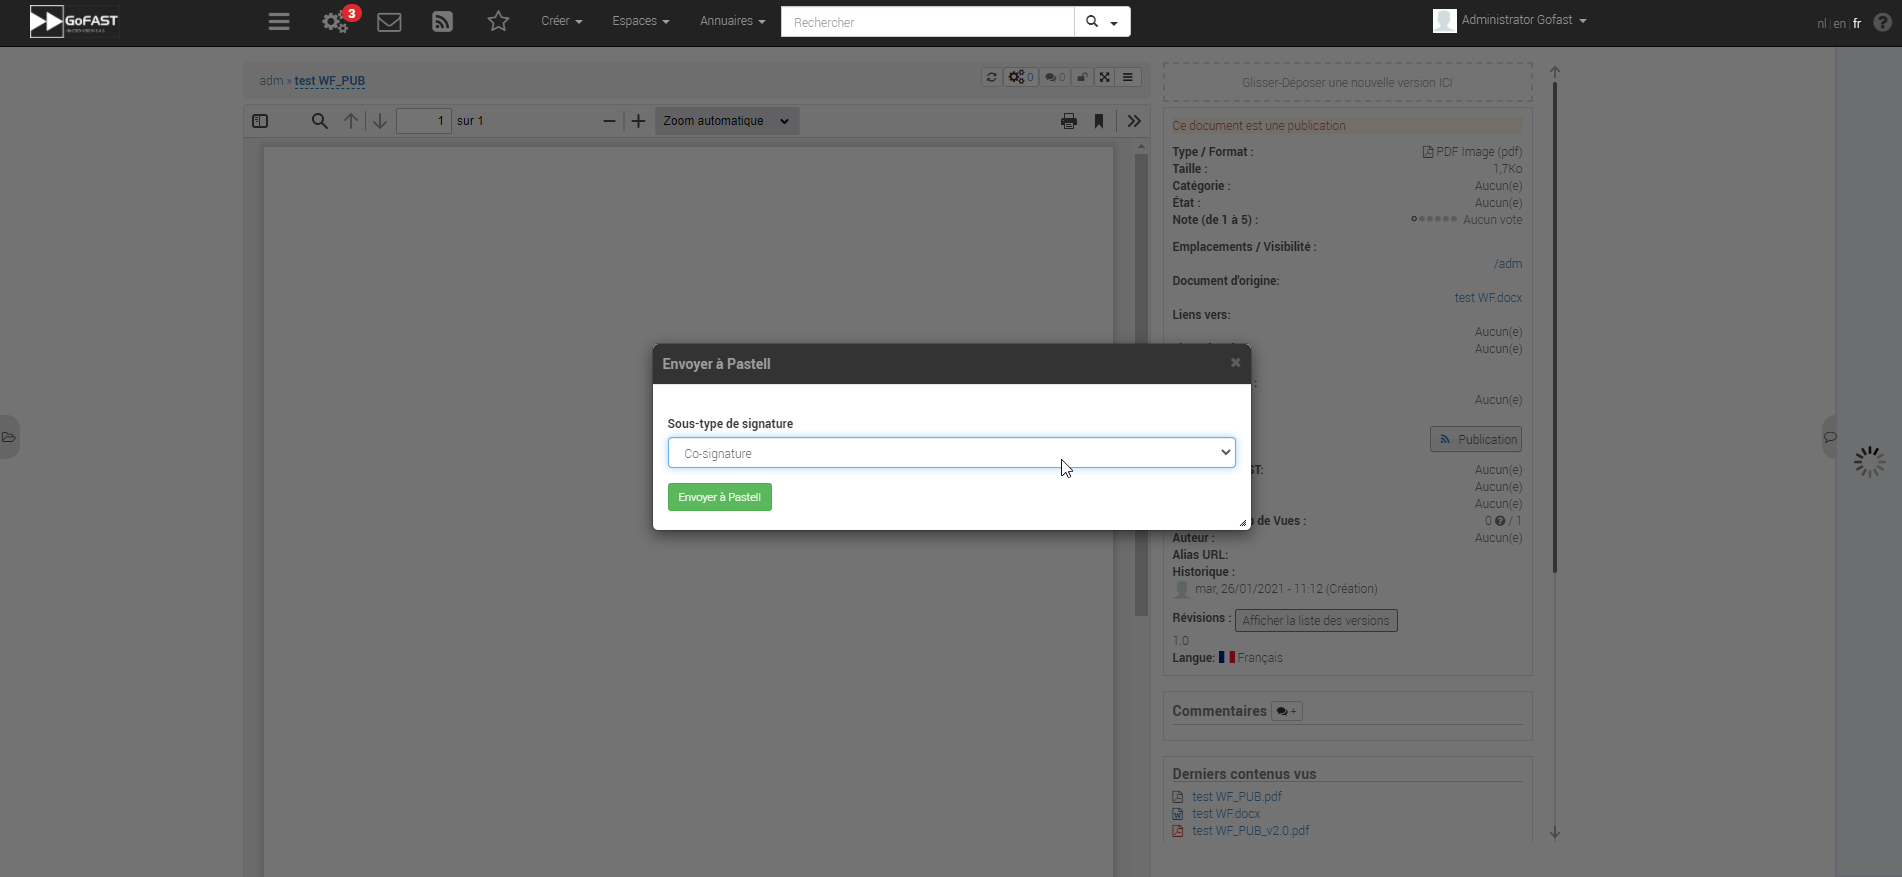 GoFAST
3
Créer
Espaces
Annuaires
Rechercher
Administrator Gofast
nl | en | fr
?
adm » test WF_PUB
0
0
1 sur 1
Zoom automatique
Glisser-Déposer une nouvelle version ICI
Ce document est une publication
Type / Format : PDF Image (pdf)
Taille : 1,7Ko
Catégorie : Aucun(e)
État : Aucun(e)
Note (de 1 à 5) : Aucun vote
Emplacements / Visibilité :
/adm
Document d'origine:
test WF.docx
Liens vers:
Aucun(e)
Aucun(e)
:
Aucun(e)
Publication
ST: Aucun(e)
Aucun(e)
Aucun(e)
de Vues : 0 ? / 1
Auteur : Aucun(e)
Alias URL:
Historique :
mar, 26/01/2021 - 11:12 (Création)
Révisions : Afficher la liste des versions
1.0
Langue: Français
Commentaires +
Derniers contenus vus
test WF_PUB.pdf
test WF.docx
test WF_PUB_v2.0.pdf
Envoyer à Pastell
Sous-type de signature
Co-signature
Envoyer à Pastell